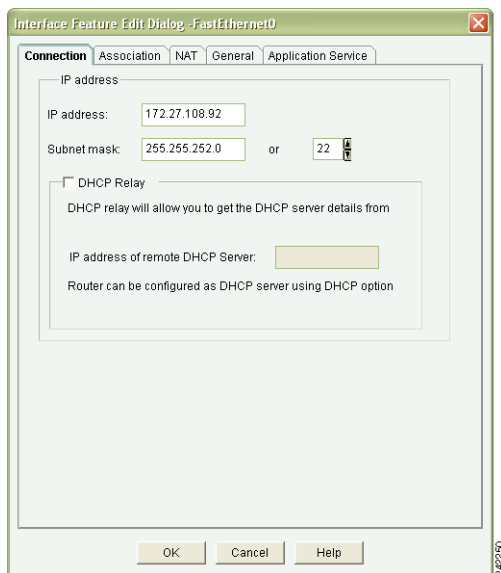 Interface Feature Edit Dialog -FastEthernet0
Connection Association NAT General Application Service
IP address
IP address: 172.27.108.92
Subnet mask: 255.255.252.0 or 22
DHCP Relay
DHCP relay will allow you to get the DHCP server details from
IP address of remote DHCP Server:
Router can be configured as DHCP server using DHCP option
OK Cancel Help